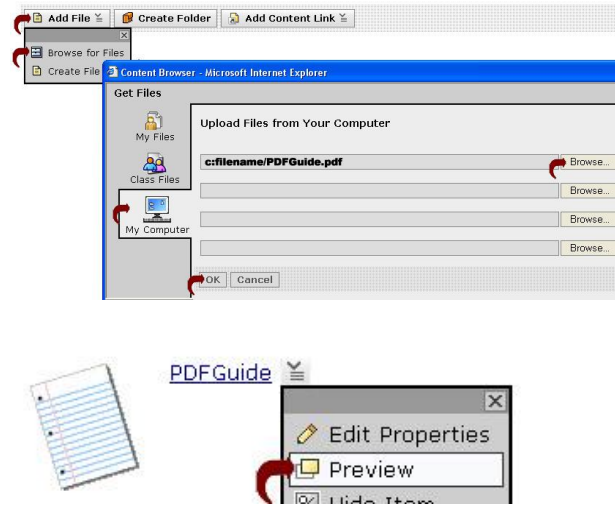 Add File Create Folder Add Content Link
Browse for Files
Create File
Content Browser - Microsoft Internet Explorer
Get Files
My Files
Upload Files from Your Computer
c:filename/PDFGuide.pdf Browse...
Class Files
Browse...
My Computer
Browse...
Browse...
OK Cancel
PDFGuide
Edit Properties
Preview
Hide Item